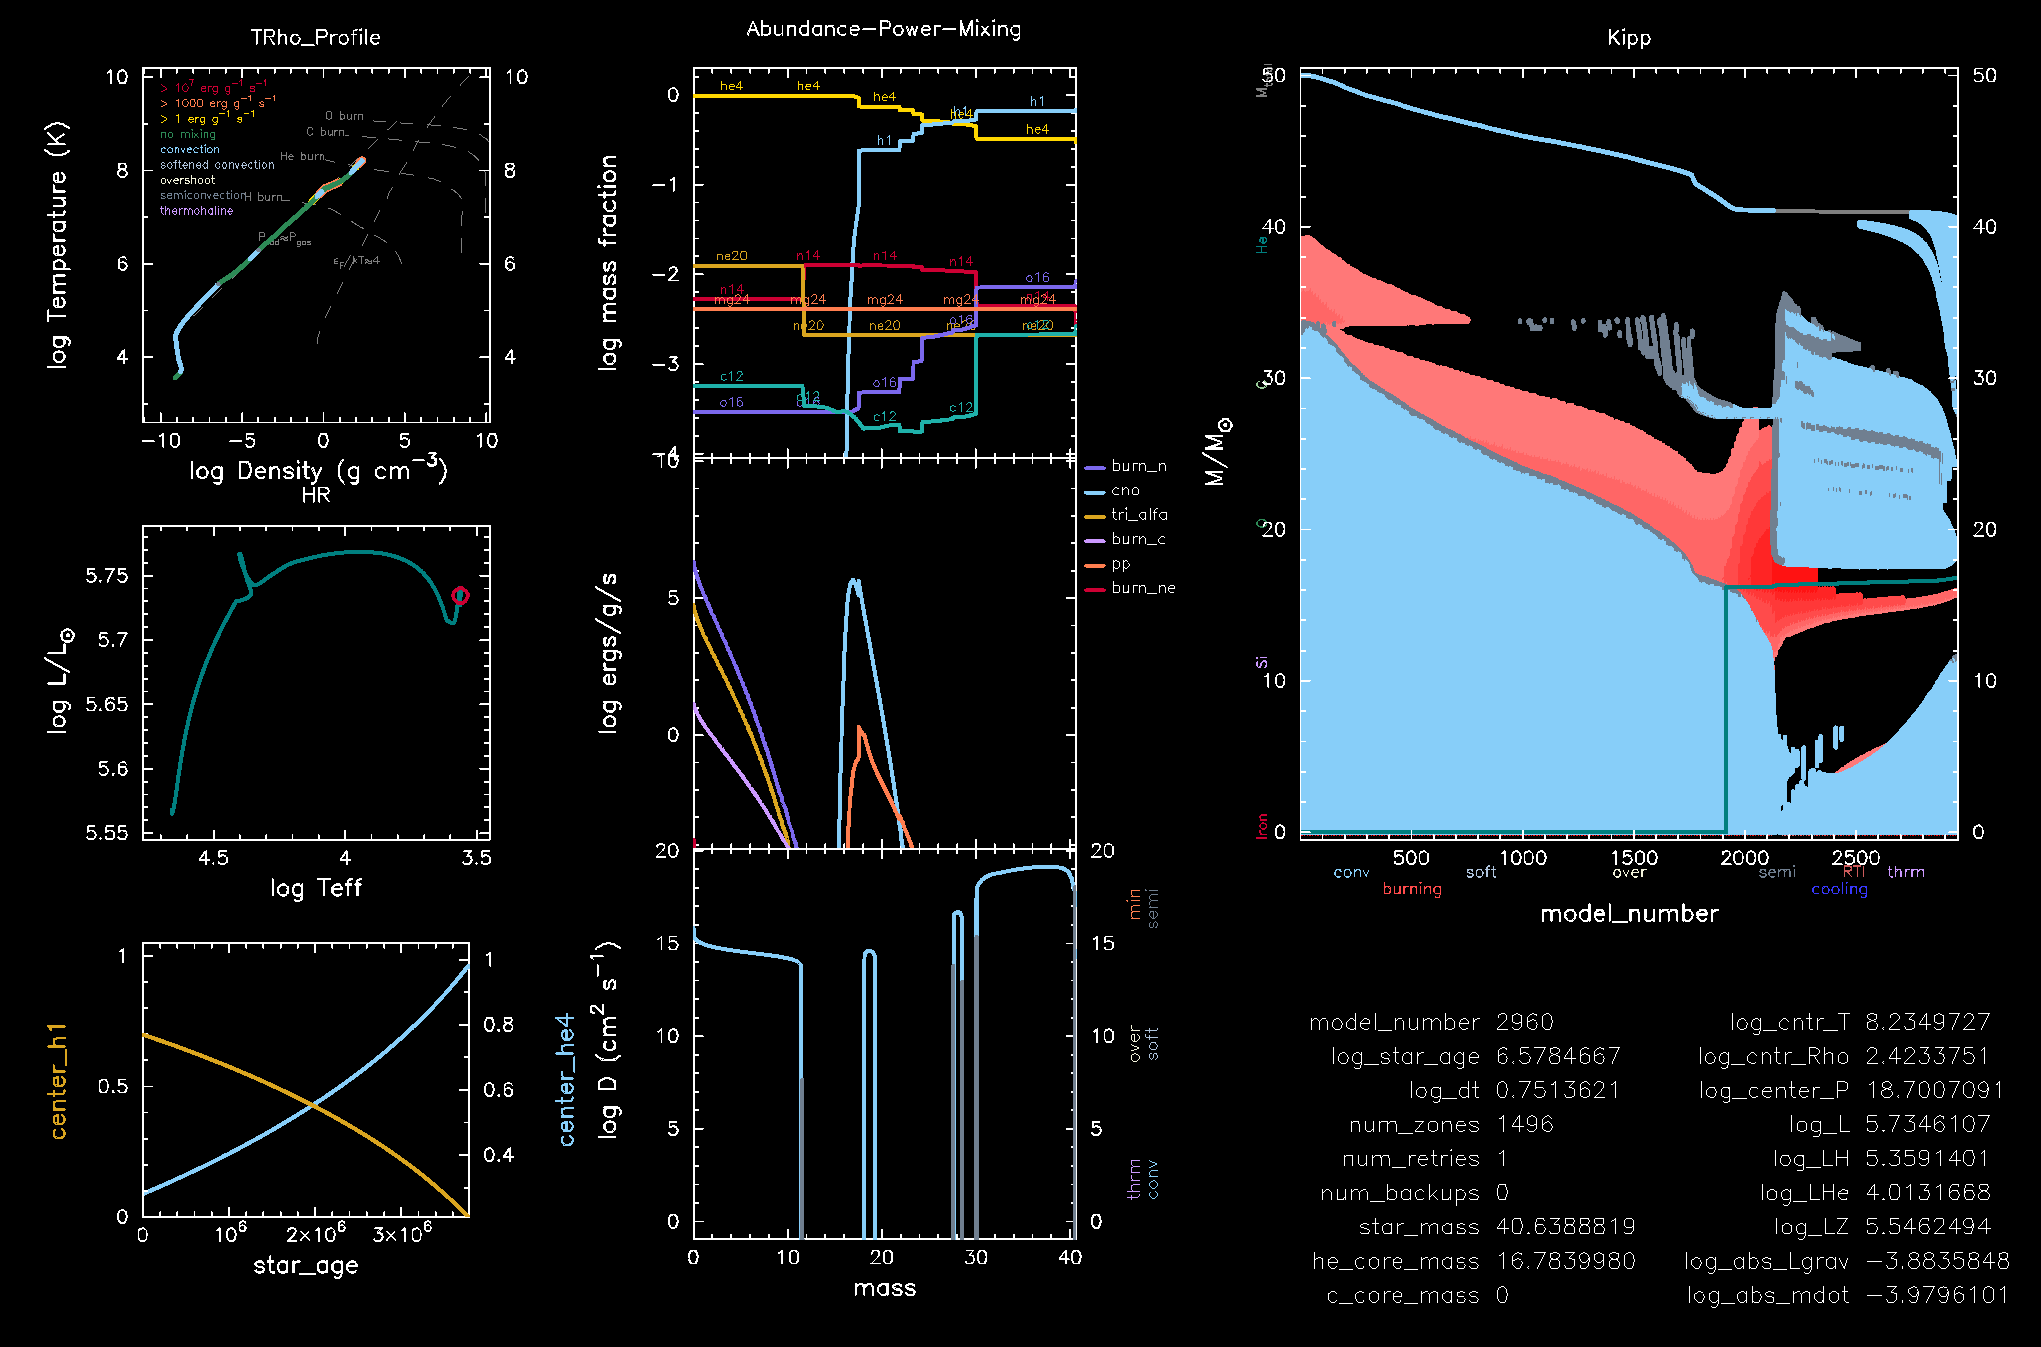 TRho_Profile
10
8
6
4
> 10⁷ erg g⁻¹ s⁻¹
> 1000 erg g⁻¹ s⁻¹
> 1 erg g⁻¹ s⁻¹
no mixing
convection
softened convection
overshoot
semiconvection
thermohaline
O burn
C burn
He burn
H burn
εF/kT≈4
10
8
6
4
−10 −5 0 5 10
log Temperature (K)
log Density (g cm⁻³)
HR
5.75
5.7
5.65
5.6
5.55
4.5 4 3.5
log L/L☉
log Teff
1
0.5
0
1
0.8
0.6
0.4
0 10⁶ 2×10⁶ 3×10⁶
center_h1
center_he4
star_age
Abundance−Power−Mixing
0
−1
−2
−3
−4
log mass fraction
he4 he4 he4 he4 he4
h1 h1 h1
ne20 n14 n14 n14 o16
n14
mg24 mg24 mg24 mg24 mg24
ne20 ne20 ne20 ne20
c12 c12 c12 c12
o16 o16 o16
10
5
0
log ergs/g/s
burn_n
cno
tri_alfa
burn_c
pp
burn_ne
20
15
10
5
0
20
15
10
5
0
log D (cm² s⁻¹)
min
semi
over
soft
thrm
conv
0 10 20 30 40
mass
Kipp
50
40
30
20
10
0
50
40
30
20
10
0
He
C
O
Si
Iron
M/M☉
500 1000 1500 2000 2500
conv soft over semi RTI thrm
burning cooling
model_number
model_number 2960
log_star_age 6.5784667
log_dt 0.7513621
num_zones 1496
num_retries 1
num_backups 0
star_mass 40.6388819
he_core_mass 16.7839980
c_core_mass 0
log_cntr_T 8.2349727
log_cntr_Rho 2.4233751
log_center_P 18.7007091
log_L 5.7346107
log_LH 5.3591401
log_LHe 4.0131668
log_LZ 5.5462494
log_abs_Lgrav −3.8835848
log_abs_mdot −3.9796101